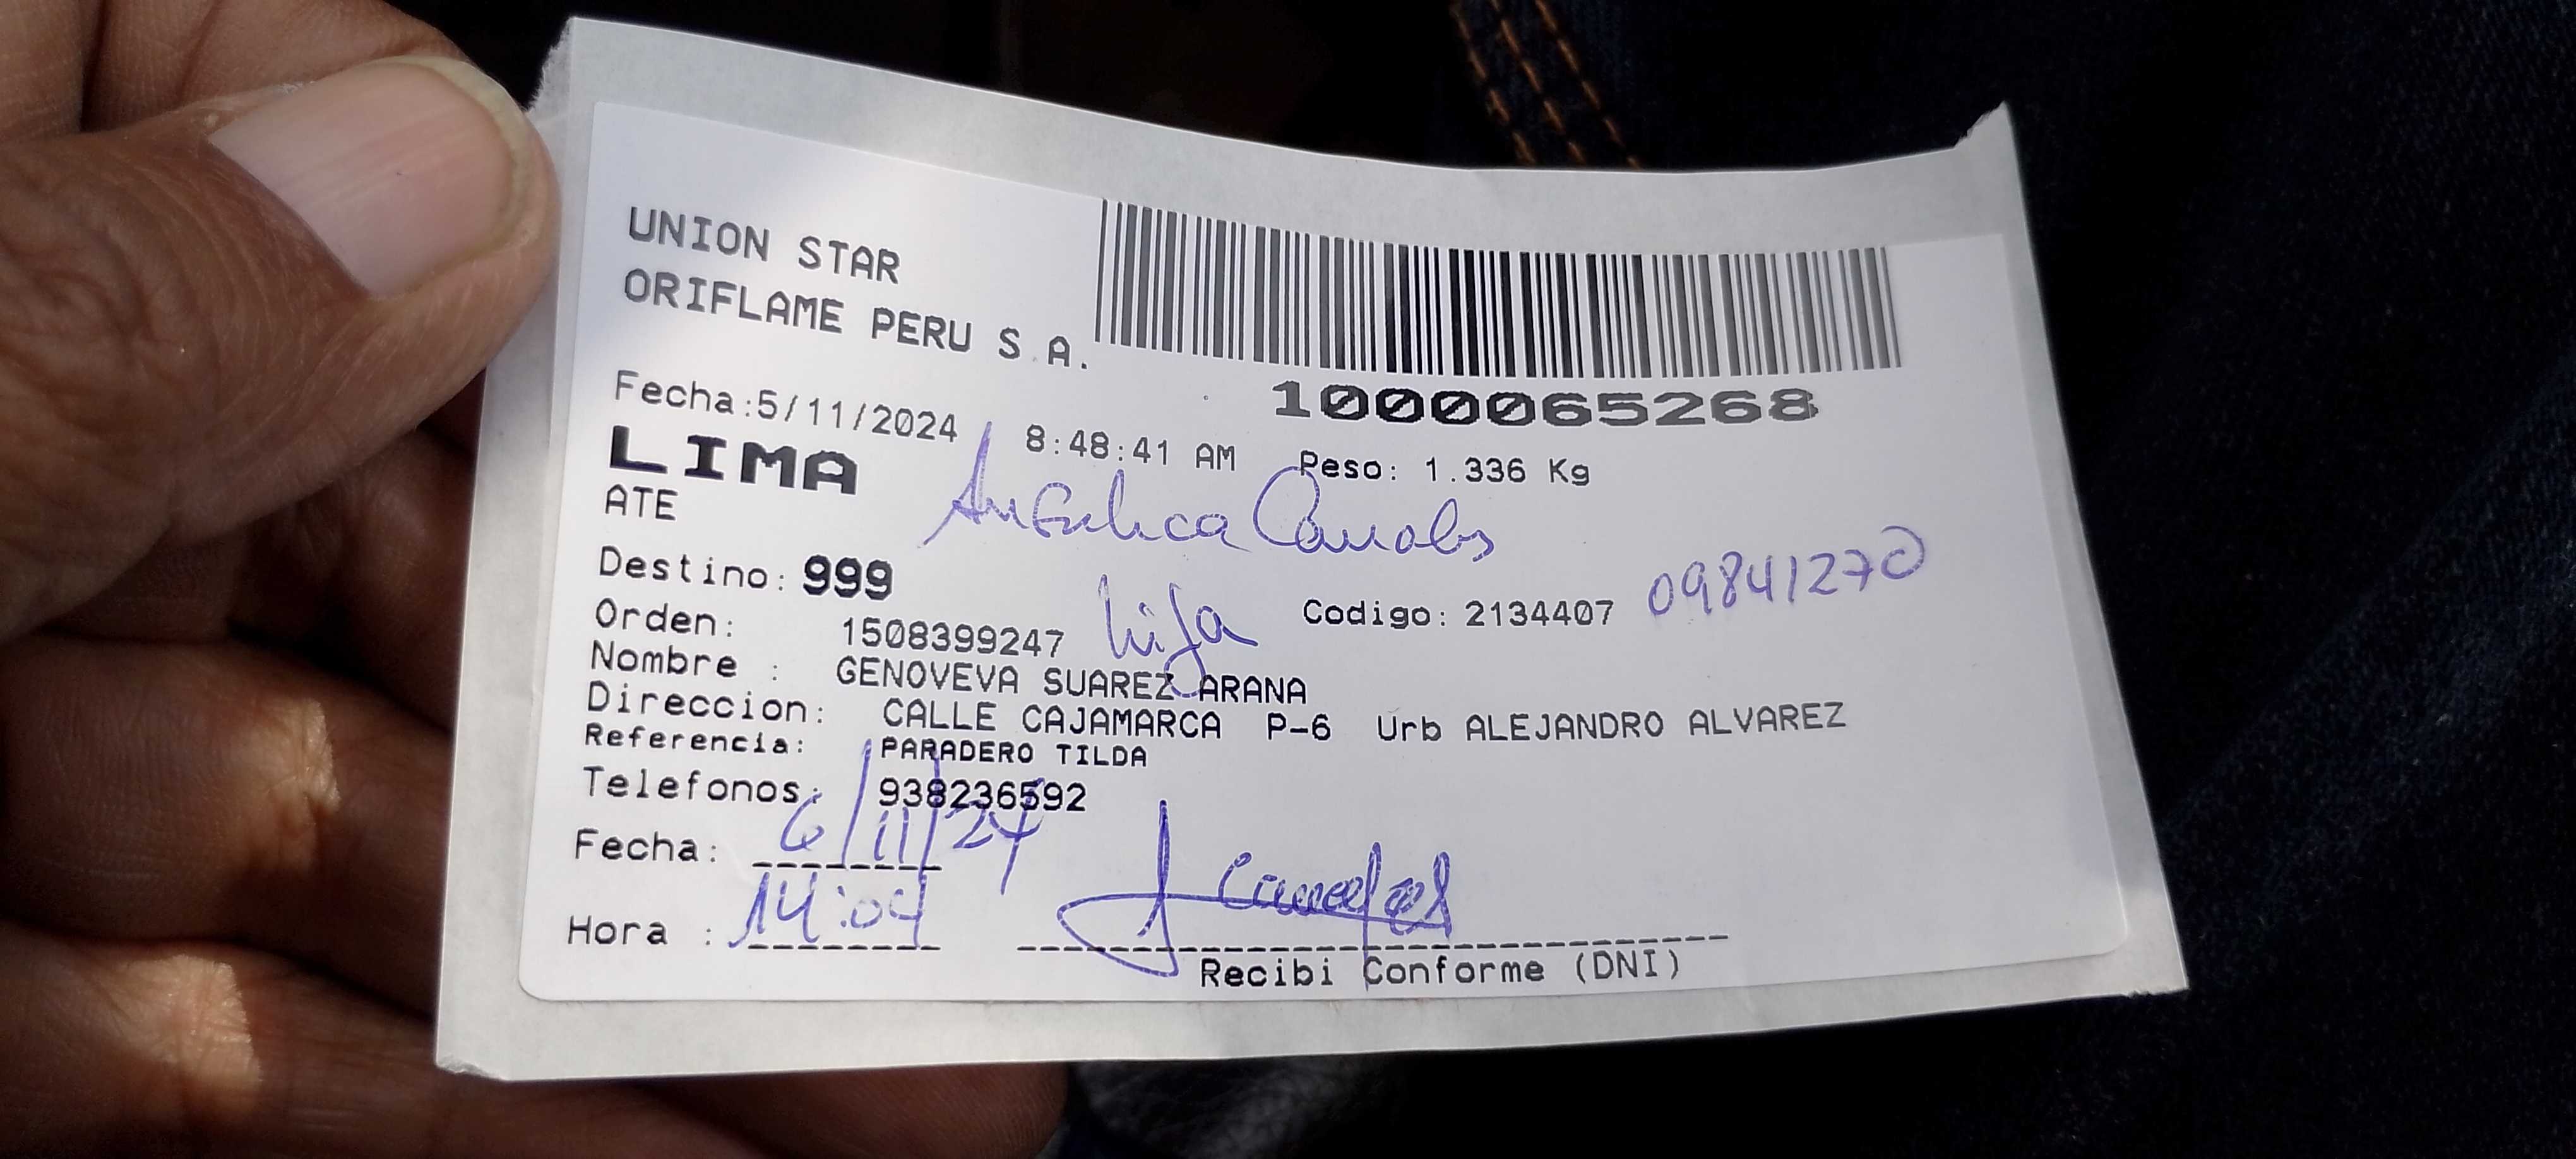 UNION STAR
ORIFLAME PERU S.A.
1000065268
Fecha:5/11/2024 8:48:41 AM Peso: 1.336 Kg
LIMA
ATE
Angelica
Destino: 999
09841270
Orden: 1508399247 hija Codigo: 2134407
Nombre : GENOVEVA SUAREZ ARANA
Direccion: CALLE CAJAMARCA P-6 Urb ALEJANDRO ALVAREZ
Referencia: PARADERO TILDA
Telefonos: 938236592
Fecha: 6/11/24
Hora : 14:04
Recibi Conforme (DNI)